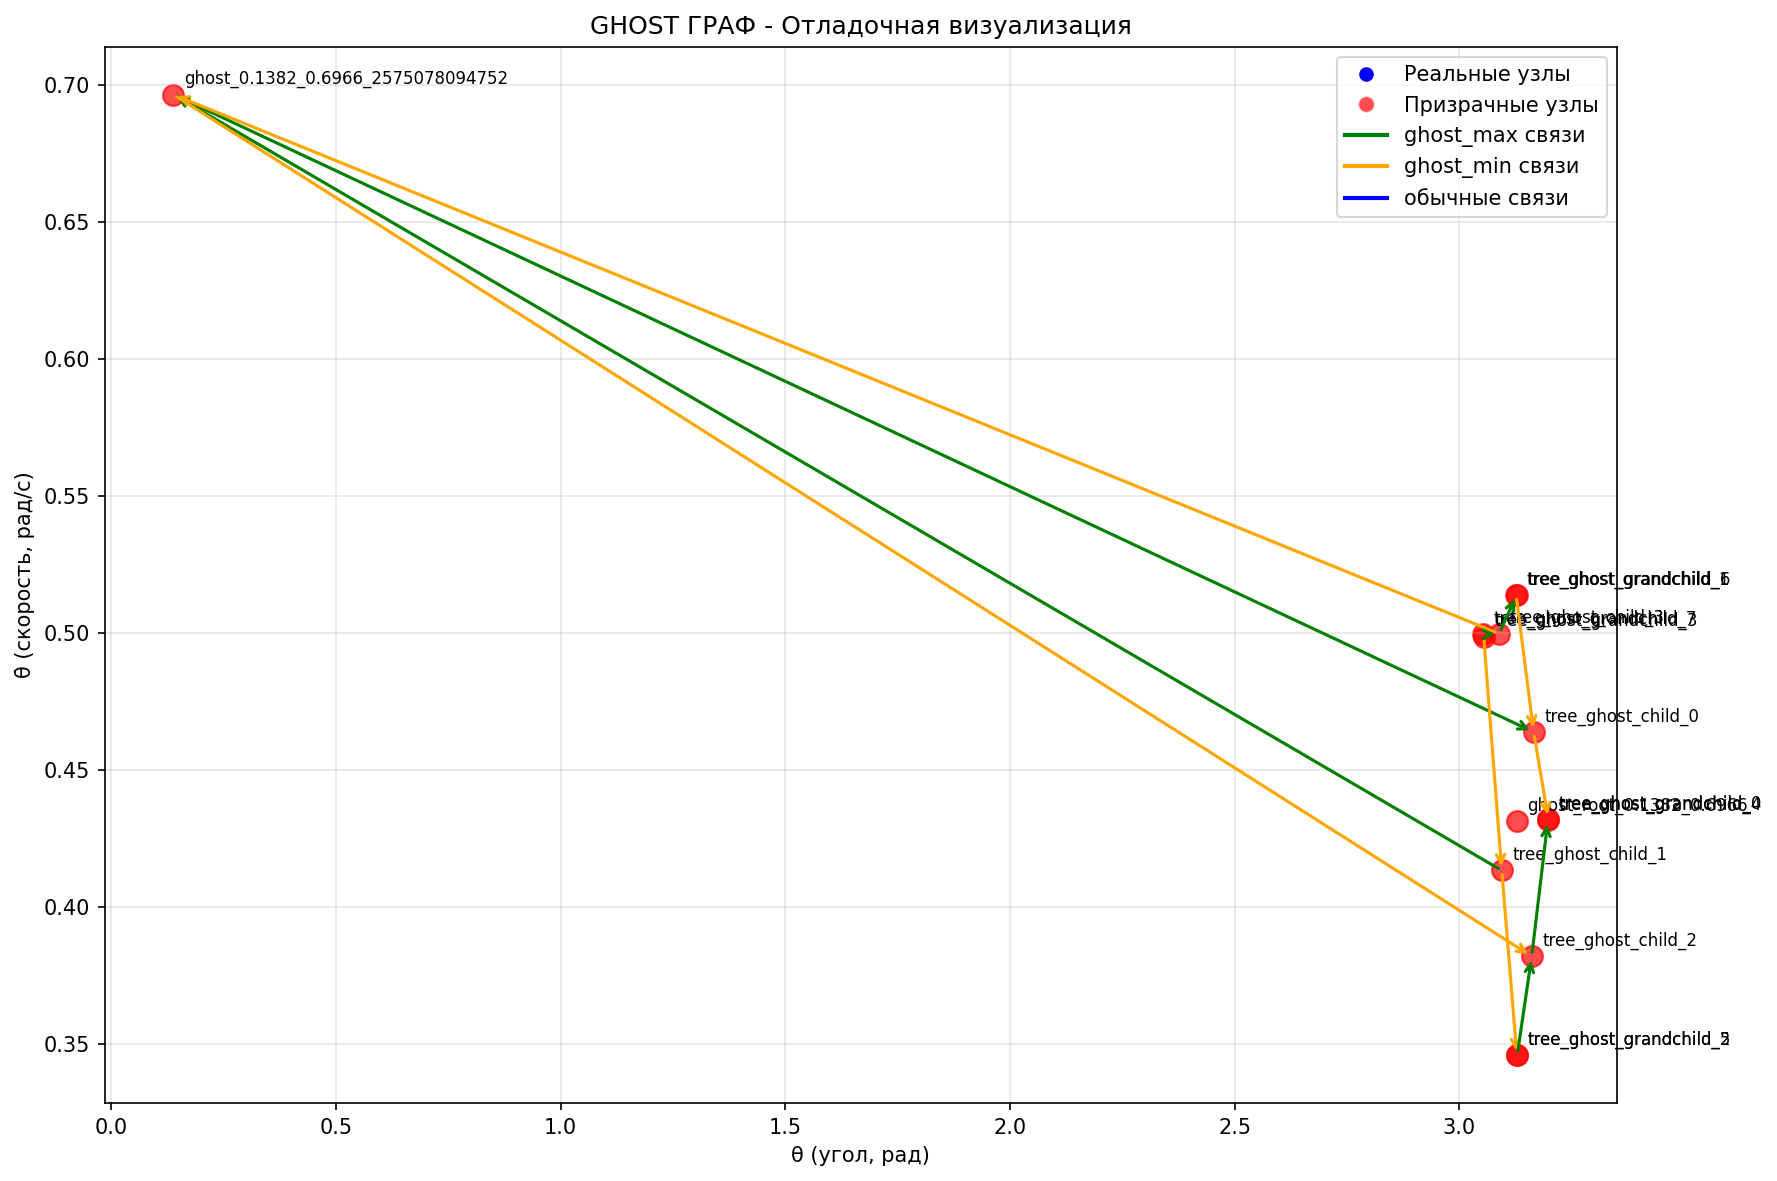 GHOST ГРАФ - Отладочная визуализация
ghost_0.1382_0.6966_2575078094752
Реальные узлы
Призрачные узлы
ghost_max связи
ghost_min связи
обычные связи
0.70
0.65
0.60
0.55
0.50
0.45
0.40
0.35
θ̇ (скорость, рад/с)
tree_ghost_child_0
tree_ghost_child_1
tree_ghost_child_2
0.0
0.5
1.0
1.5
2.0
2.5
3.0
θ (угол, рад)